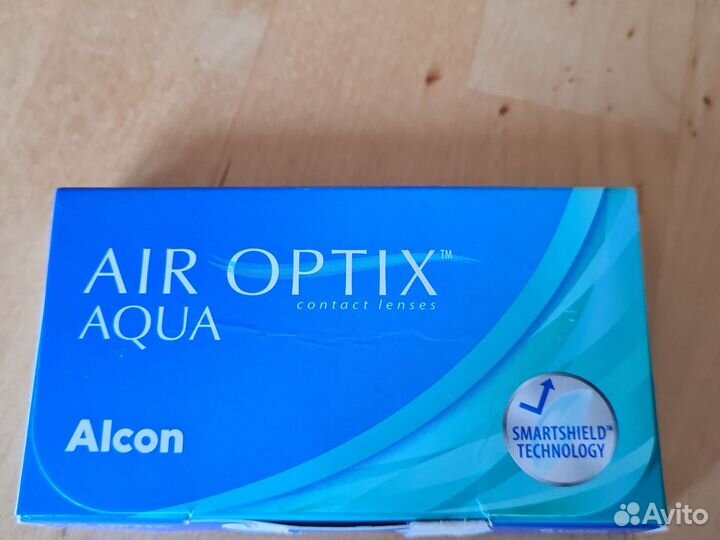 AIR OPTIX™
contact lenses
AQUA
Alcon
SMARTSHIELD™
TECHNOLOGY
Avito